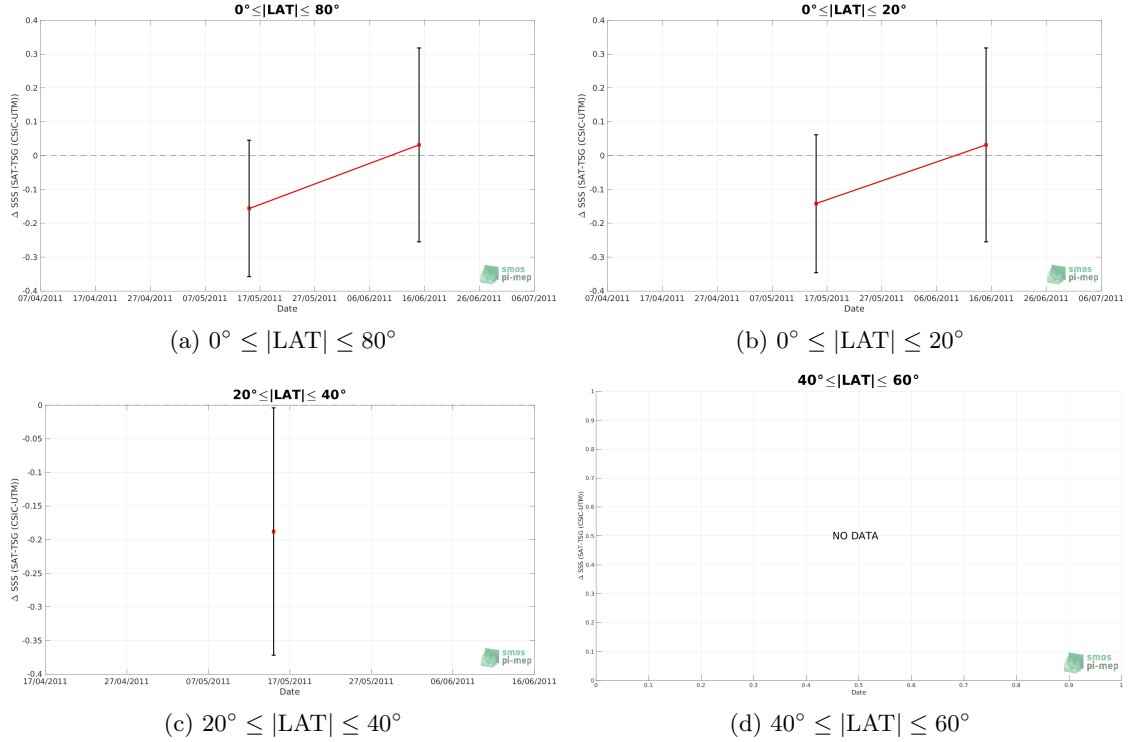 0°≤|LAT|≤ 80°
0.4
0.3
0.2
0.1
0
-0.1
-0.2
-0.3
-0.4
Δ SSS (SAT-TSG (CSIC-UTM))
07/04/2011 17/04/2011 27/04/2011 07/05/2011 17/05/2011 27/05/2011 06/06/2011 16/06/2011 26/06/2011 06/07/2011
Date
smos
pi-mep
(a) 0° ≤ |LAT| ≤ 80°
0°≤|LAT|≤ 20°
0.4
0.3
0.2
0.1
0
-0.1
-0.2
-0.3
-0.4
Δ SSS (SAT-TSG (CSIC-UTM))
07/04/2011 17/04/2011 27/04/2011 07/05/2011 17/05/2011 27/05/2011 06/06/2011 16/06/2011 26/06/2011 06/07/2011
Date
smos
pi-mep
(b) 0° ≤ |LAT| ≤ 20°
20°≤|LAT|≤ 40°
0
-0.05
-0.1
-0.15
-0.2
-0.25
-0.3
-0.35
-0.4
Δ SSS (SAT-TSG (CSIC-UTM))
17/04/2011 27/04/2011 07/05/2011 17/05/2011 27/05/2011 06/06/2011 16/06/2011
Date
smos
pi-mep
(c) 20° ≤ |LAT| ≤ 40°
40°≤|LAT|≤ 60°
1
0.9
0.8
0.7
0.6
0.5
0.4
0.3
0.2
0.1
0
Δ SSS (SAT-TSG (CSIC-UTM))
NO DATA
0 0.1 0.2 0.3 0.4 0.5 0.6 0.7 0.8 0.9 1
Date
smos
pi-mep
(d) 40° ≤ |LAT| ≤ 60°